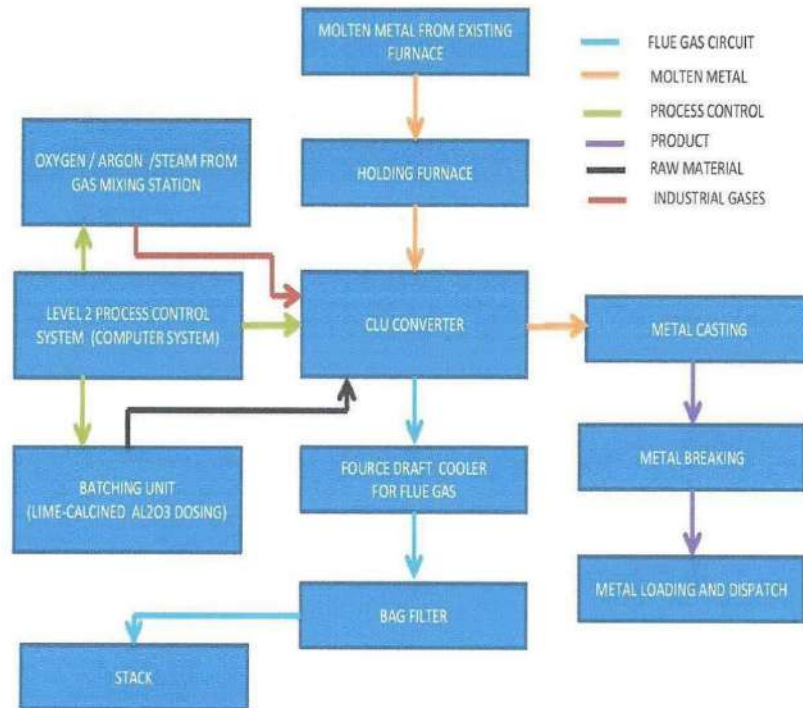 MOLTEN METAL FROM EXISTING
FURNACE
FLUE GAS CIRCUIT
MOLTEN METAL
PROCESS CONTROL
PRODUCT
RAW MATERIAL
INDUSTRIAL GASES
OXYGEN / ARGON /STEAM FROM
GAS MIXING STATION
HOLDING FURNACE
LEVEL 2 PROCESS CONTROL
SYSTEM (COMPUTER SYSTEM)
CLU CONVERTER
METAL CASTING
BATCHING UNIT
(LIME-CALCINED AL2O3 DOSING)
FOURCE DRAFT COOLER
FOR FLUE GAS
METAL BREAKING
BAG FILTER
METAL LOADING AND DISPATCH
STACK